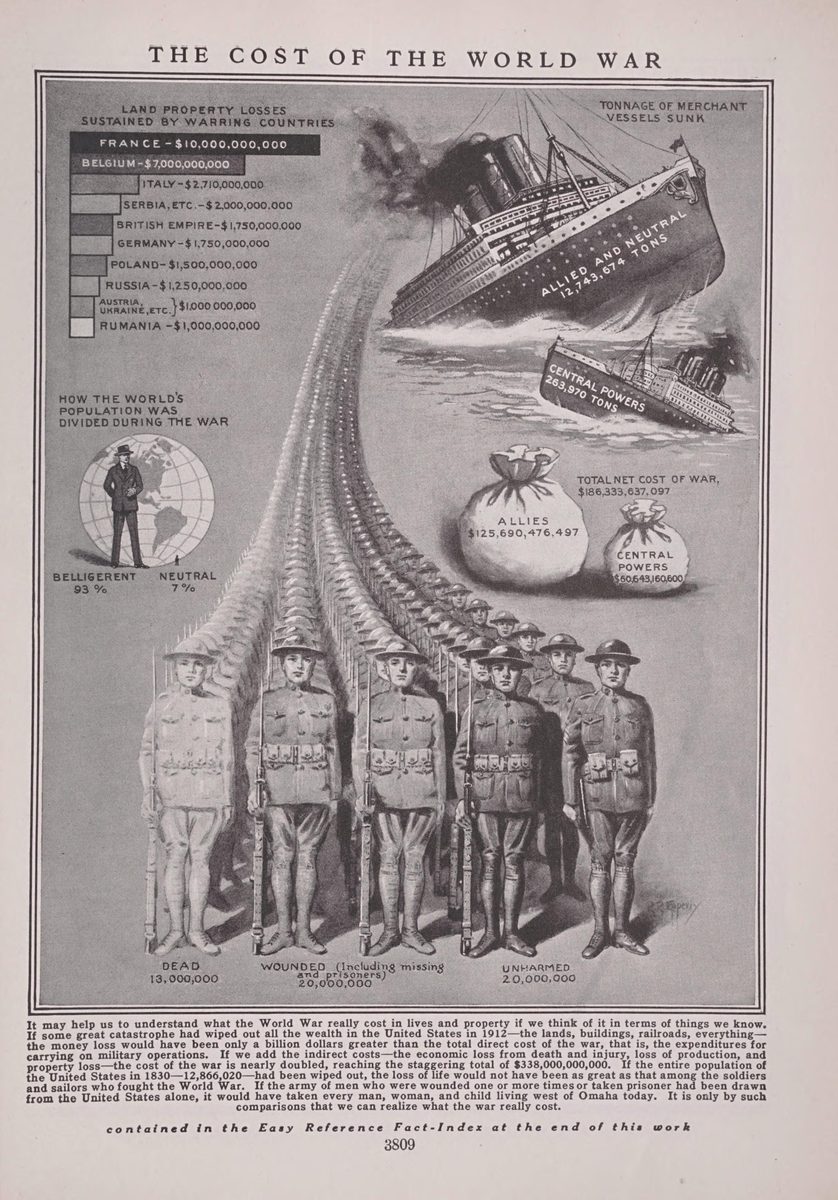 THE COST OF THE WORLD WAR
LAND PROPERTY LOSSES
SUSTAINED BY WARRING COUNTRIES
FRANCE-$10,000,000,000
BELGIUM-$7,000,000,000
ITALY-$2,710,000,000
SERBIA, ETC.-$2,000,000,000
BRITISH EMPIRE-$1,750,000,000
GERMANY-$1,750,000,000
POLAND-$1,500,000,000
RUSSIA-$1,250,000,000
AUSTRIA,
UKRAINE, ETC. } $1,000,000,000
RUMANIA-$1,000,000,000
TONNAGE OF MERCHANT
VESSELS SUNK
ALLIED AND NEUTRAL
12,743,674 TONS
CENTRAL POWERS
263,970 TONS
HOW THE WORLD'S
POPULATION WAS
DIVIDED DURING THE WAR
BELLIGERENT
93 %
NEUTRAL
7 %
TOTAL NET COST OF WAR,
$186,333,637,097
ALLIES
$125,690,476,497
CENTRAL
POWERS
$60,643,160,600
DEAD
13,000,000
WOUNDED (Including missing
and prisoners)
20,000,000
UNHARMED
20,000,000
It may help us to understand what the World War really cost in lives and property if we think of it in terms of things we know.
If some great catastrophe had wiped out all the wealth in the United States in 1912—the lands, buildings, railroads, everything—
the money loss would have been only a billion dollars greater than the total direct cost of the war, that is, the expenditures for
carrying on military operations. If we add the indirect costs—the economic loss from death and injury, loss of production, and
property loss—the cost of the war is nearly doubled, reaching the staggering total of $338,000,000,000. If the entire population of
the United States in 1830—12,866,020—had been wiped out, the loss of life would not have been as great as that among the soldiers
and sailors who fought the World War. If the army of men who were wounded one or more times or taken prisoner had been drawn
from the United States alone, it would have taken every man, woman, and child living west of Omaha today. It is only by such
comparisons that we can realize what the war really cost.
contained in the Easy Reference Fact-Index at the end of this work
3809